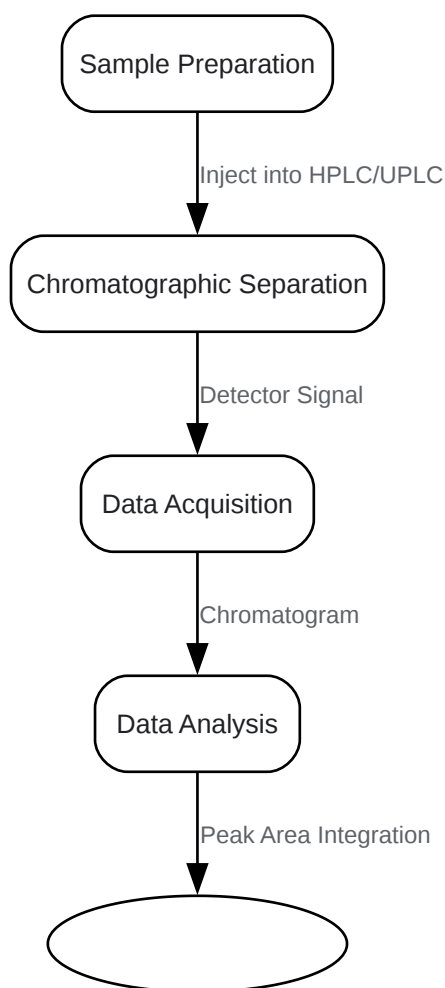 Sample Preparation
Inject into HPLC/UPLC
Chromatographic Separation
Detector Signal
Data Acquisition
Chromatogram
Data Analysis
Peak Area Integration